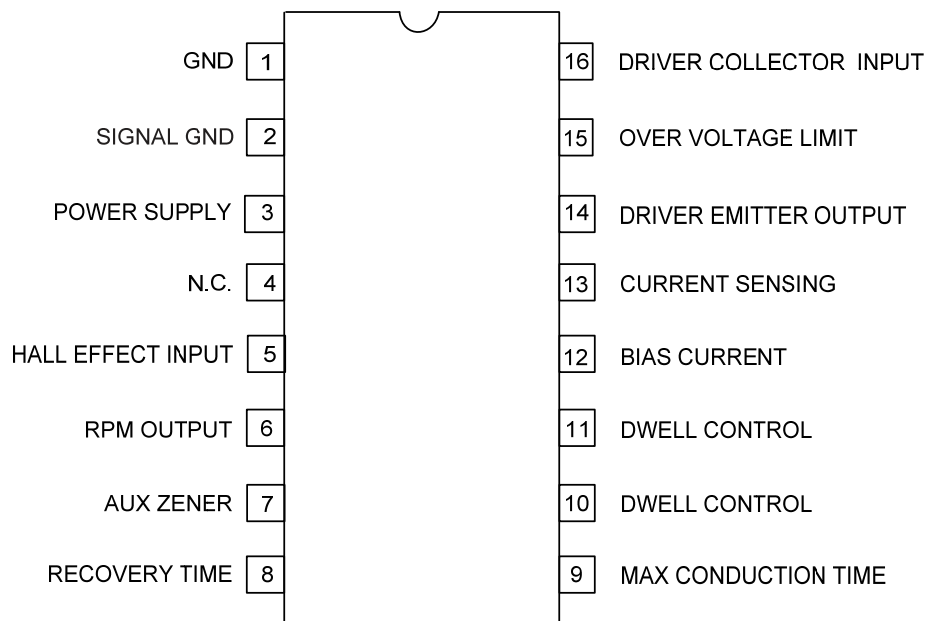 GND 1 16 DRIVER COLLECTOR INPUT
SIGNAL GND 2 15 OVER VOLTAGE LIMIT
POWER SUPPLY 3 14 DRIVER EMITTER OUTPUT
N.C. 4 13 CURRENT SENSING
HALL EFFECT INPUT 5 12 BIAS CURRENT
RPM OUTPUT 6 11 DWELL CONTROL
AUX ZENER 7 10 DWELL CONTROL
RECOVERY TIME 8 9 MAX CONDUCTION TIME